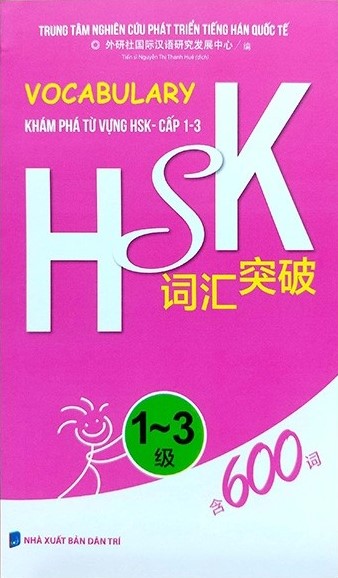 TRUNG TÂM NGHIÊN CỨU PHÁT TRIỂN TIẾNG HÁN QUỐC TẾ
◎ 外研社国际汉语研究发展中心 / 编
Tiến sĩ Nguyễn Thị Thanh Huệ (dịch)
VOCABULARY
KHÁM PHÁ TỪ VỰNG HSK- CẤP 1-3
HSK
词汇突破
1~3
级
含600词
NHÀ XUẤT BẢN DÂN TRÍ